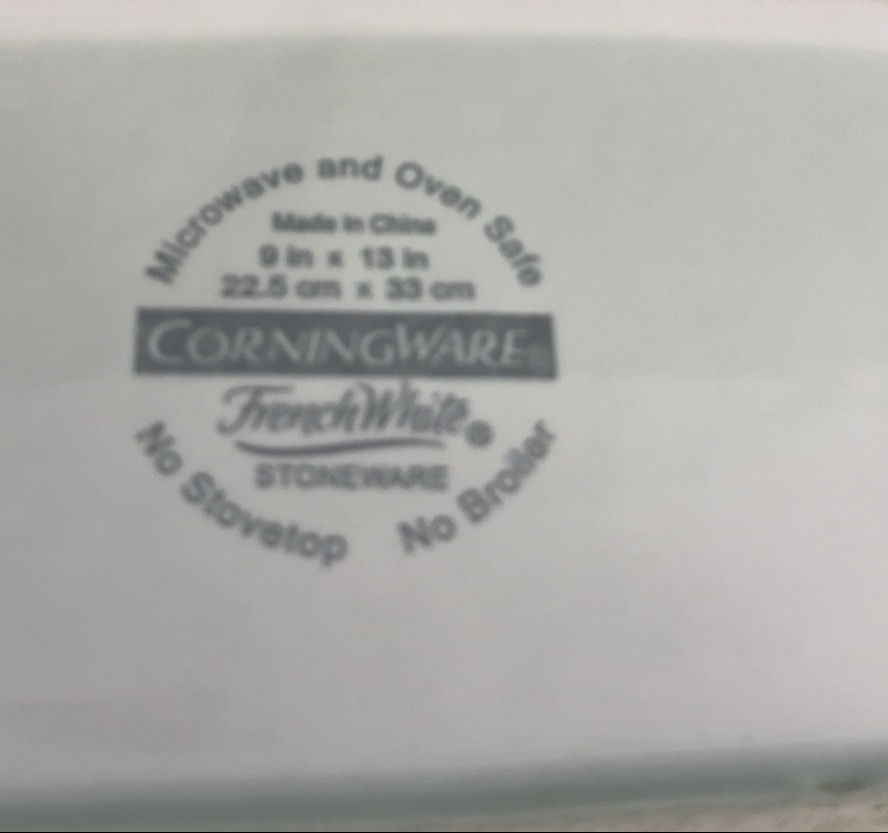 Microwave and Oven Safe
Made in China
9 in x 13 in
22.5 cm x 33 cm
CORNINGWARE®
French White®
STONEWARE
No Stovetop No Broiler